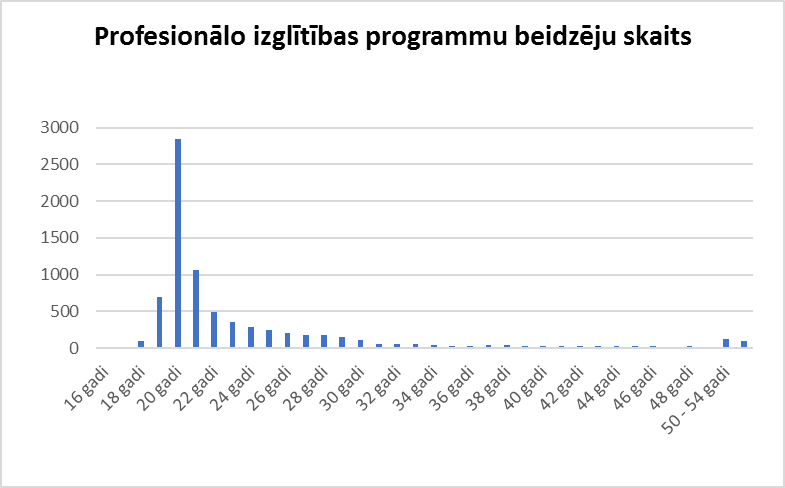 Profesionālo izglītības programmu beidzēju skaits
3000
2500
2000
1500
1000
500
0
16 gadi
18 gadi
20 gadi
22 gadi
24 gadi
26 gadi
28 gadi
30 gadi
32 gadi
34 gadi
36 gadi
38 gadi
40 gadi
42 gadi
44 gadi
46 gadi
48 gadi
50 - 54 gadi